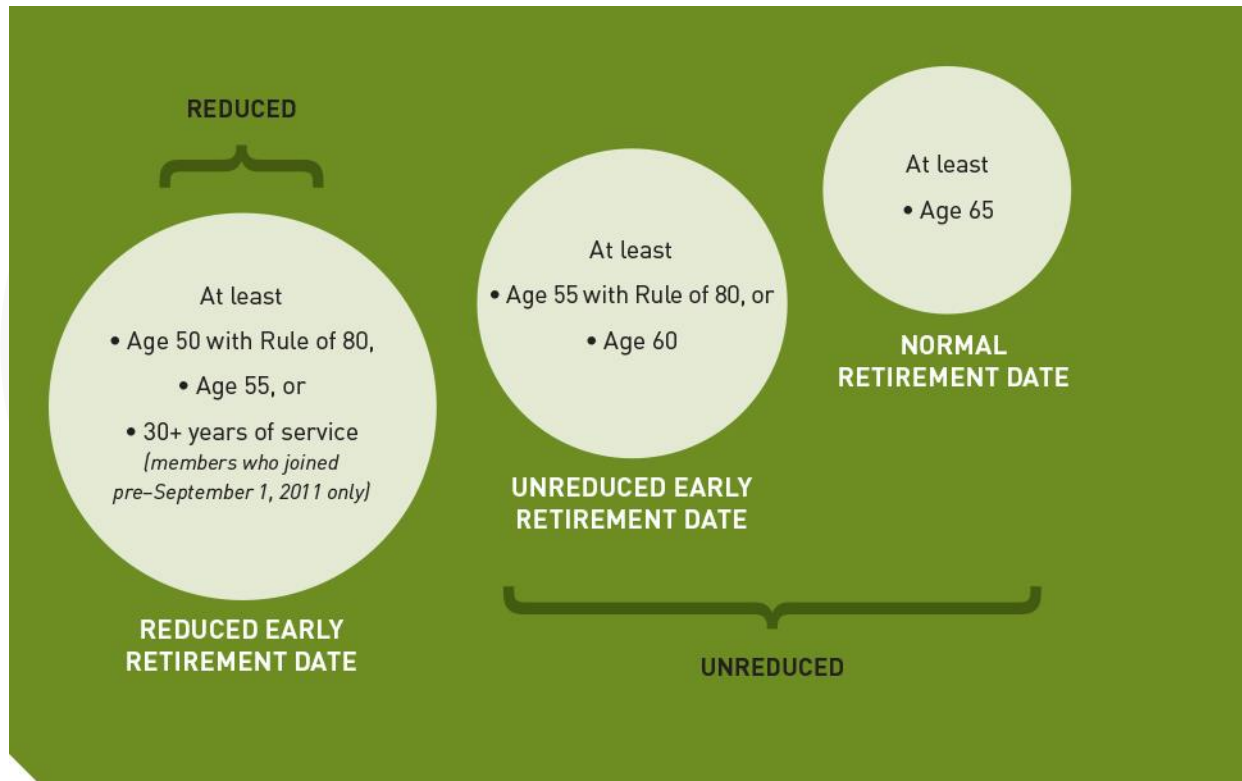 REDUCED
At least
• Age 50 with Rule of 80,
• Age 55, or
• 30+ years of service
(members who joined
pre–September 1, 2011 only)
REDUCED EARLY
RETIREMENT DATE
At least
• Age 55 with Rule of 80, or
• Age 60
UNREDUCED EARLY
RETIREMENT DATE
At least
• Age 65
NORMAL
RETIREMENT DATE
UNREDUCED